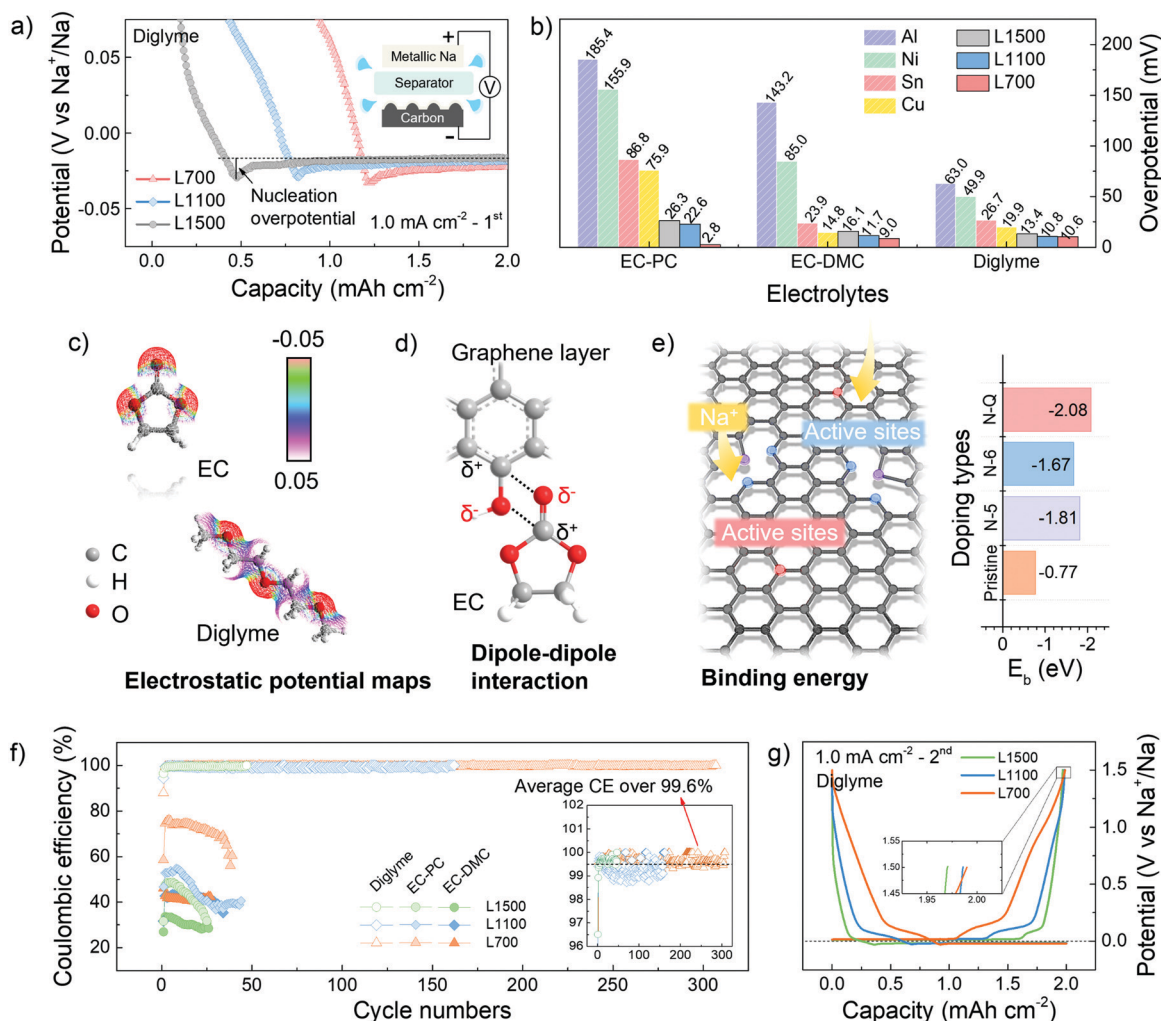 a)
Diglyme
0.05
0.00
-0.05
Potential (V vs Na⁺/Na)
+
Metallic Na
Separator
Carbon
-
V
L700
L1100
L1500
Nucleation
overpotential
1.0 mA cm⁻² - 1ˢᵗ
0.0 0.5 1.0 1.5 2.0
Capacity (mAh cm⁻²)
b)
Al
Ni
Sn
Cu
L1500
L1100
L700
185.4 155.9 86.8 75.9 26.3 22.6 2.8
143.2 85.0 23.9 14.8 16.1 11.7 9.0
63.0 49.9 26.7 19.9 13.4 10.8 10.6
200
150
100
50
0
Overpotential (mV)
EC-PC EC-DMC Diglyme
Electrolytes
c)
-0.05
0.05
EC
C
H
O
Diglyme
Electrostatic potential maps
d)
Graphene layer
δ⁺
δ⁻
δ⁻
δ⁺
EC
Dipole-dipole
interaction
e)
Na⁺
Active sites
Active sites
Binding energy
Doping types
N-Q
N-6
N-5
Pristine
-2.08
-1.67
-1.81
-0.77
0 -1 -2
E_b (eV)
f)
Coulombic efficiency (%)
100
80
60
40
20
Average CE over 99.6%
102
101
100
99
98
97
96
0 100 200 300
Diglyme
EC-PC
EC-DMC
L1500
L1100
L700
0 50 100 150 200 250 300
Cycle numbers
g)
1.0 mA cm⁻² - 2ⁿᵈ
Diglyme
L1500
L1100
L700
1.55
1.50
1.45
1.95 2.00
1.5
1.0
0.5
0.0
Potential (V vs Na⁺/Na)
0.0 0.5 1.0 1.5 2.0
Capacity (mAh cm⁻²)